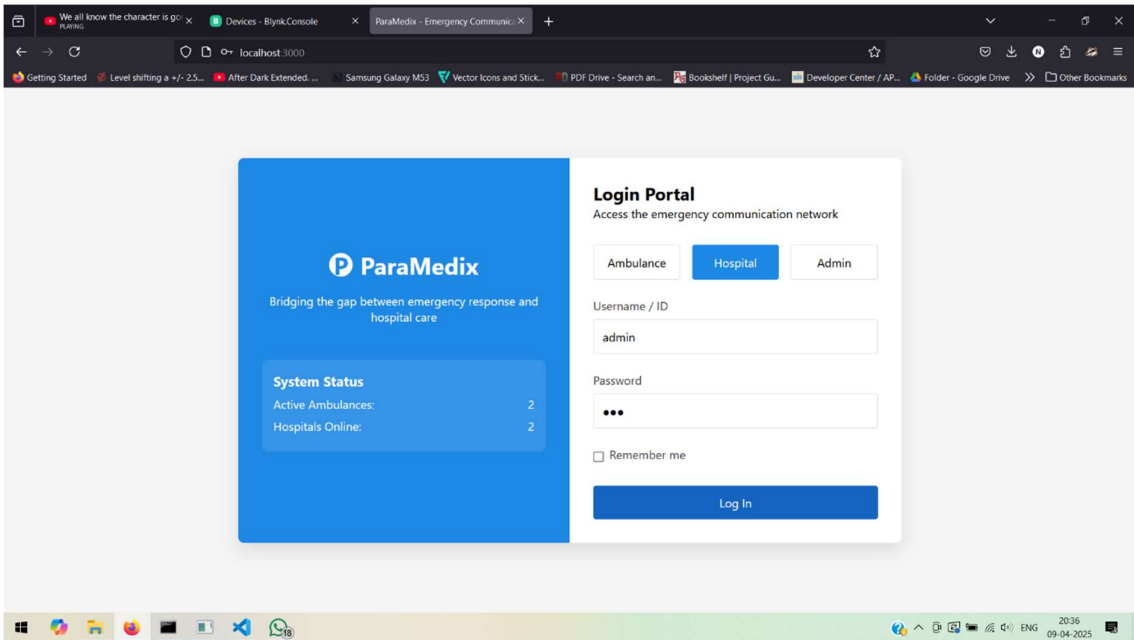 We all know the character is go
PLAYING
Devices - Blynk.Console
ParaMedix - Emergency Communic
localhost:3000
Getting Started
Level shifting a +/- 2.5...
After Dark Extended. ...
Samsung Galaxy M53
Vector Icons and Stick...
PDF Drive - Search an...
Bookshelf | Project Gu...
Developer Center / AP...
Folder - Google Drive
Other Bookmarks
P ParaMedix
Bridging the gap between emergency response and
hospital care
System Status
Active Ambulances: 2
Hospitals Online: 2
Login Portal
Access the emergency communication network
Ambulance Hospital Admin
Username / ID
admin
Password
Remember me
Log In
18
ENG
20:36
09-04-2025